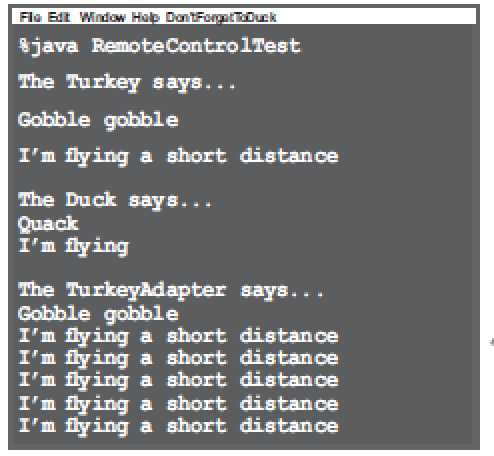 File Edit Window Help Don'tForgetToDuck
%java RemoteControlTest
The Turkey says...
Gobble gobble
I'm flying a short distance
The Duck says...
Quack
I'm flying
The TurkeyAdapter says...
Gobble gobble
I'm flying a short distance
I'm flying a short distance
I'm flying a short distance
I'm flying a short distance
I'm flying a short distance